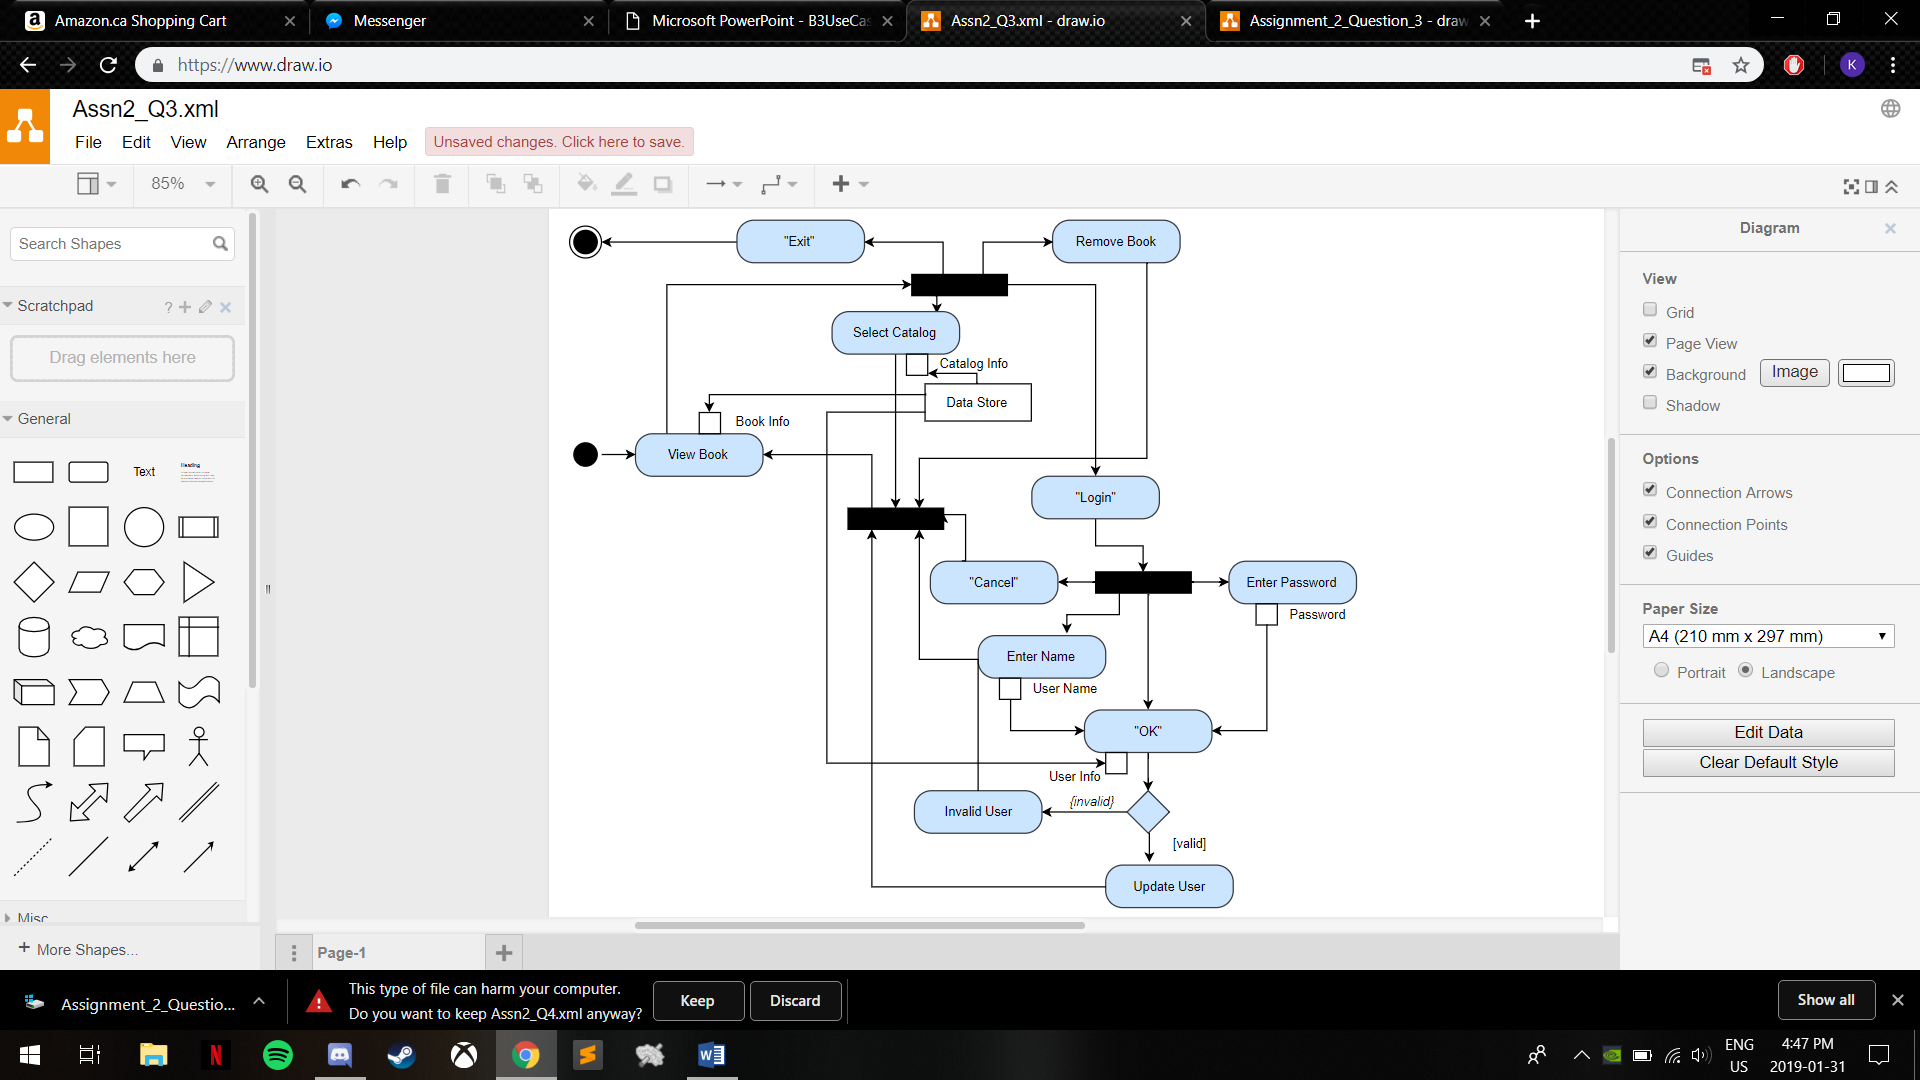 Amazon.ca Shopping Cart
Messenger
Microsoft PowerPoint - B3UseCas
Assn2_Q3.xml - draw.io
Assignment_2_Question_3 - draw
https://www.draw.io
K
Assn2_Q3.xml
File Edit View Arrange Extras Help
Unsaved changes. Click here to save.
85%
Search Shapes
Scratchpad
?
Drag elements here
General
Text
Heading
Misc
+ More Shapes...
"Exit"
Remove Book
Select Catalog
Catalog Info
Data Store
Book Info
View Book
"Login"
"Cancel"
Enter Password
Password
Enter Name
User Name
"OK"
User Info
{invalid}
Invalid User
[valid]
Update User
Page-1
Diagram
View
Grid
Page View
Background
Image
Shadow
Options
Connection Arrows
Connection Points
Guides
Paper Size
A4 (210 mm x 297 mm)
Portrait
Landscape
Edit Data
Clear Default Style
Assignment_2_Questio...
This type of file can harm your computer.
Do you want to keep Assn2_Q4.xml anyway?
Keep
Discard
Show all
ENG
US
4:47 PM
2019-01-31